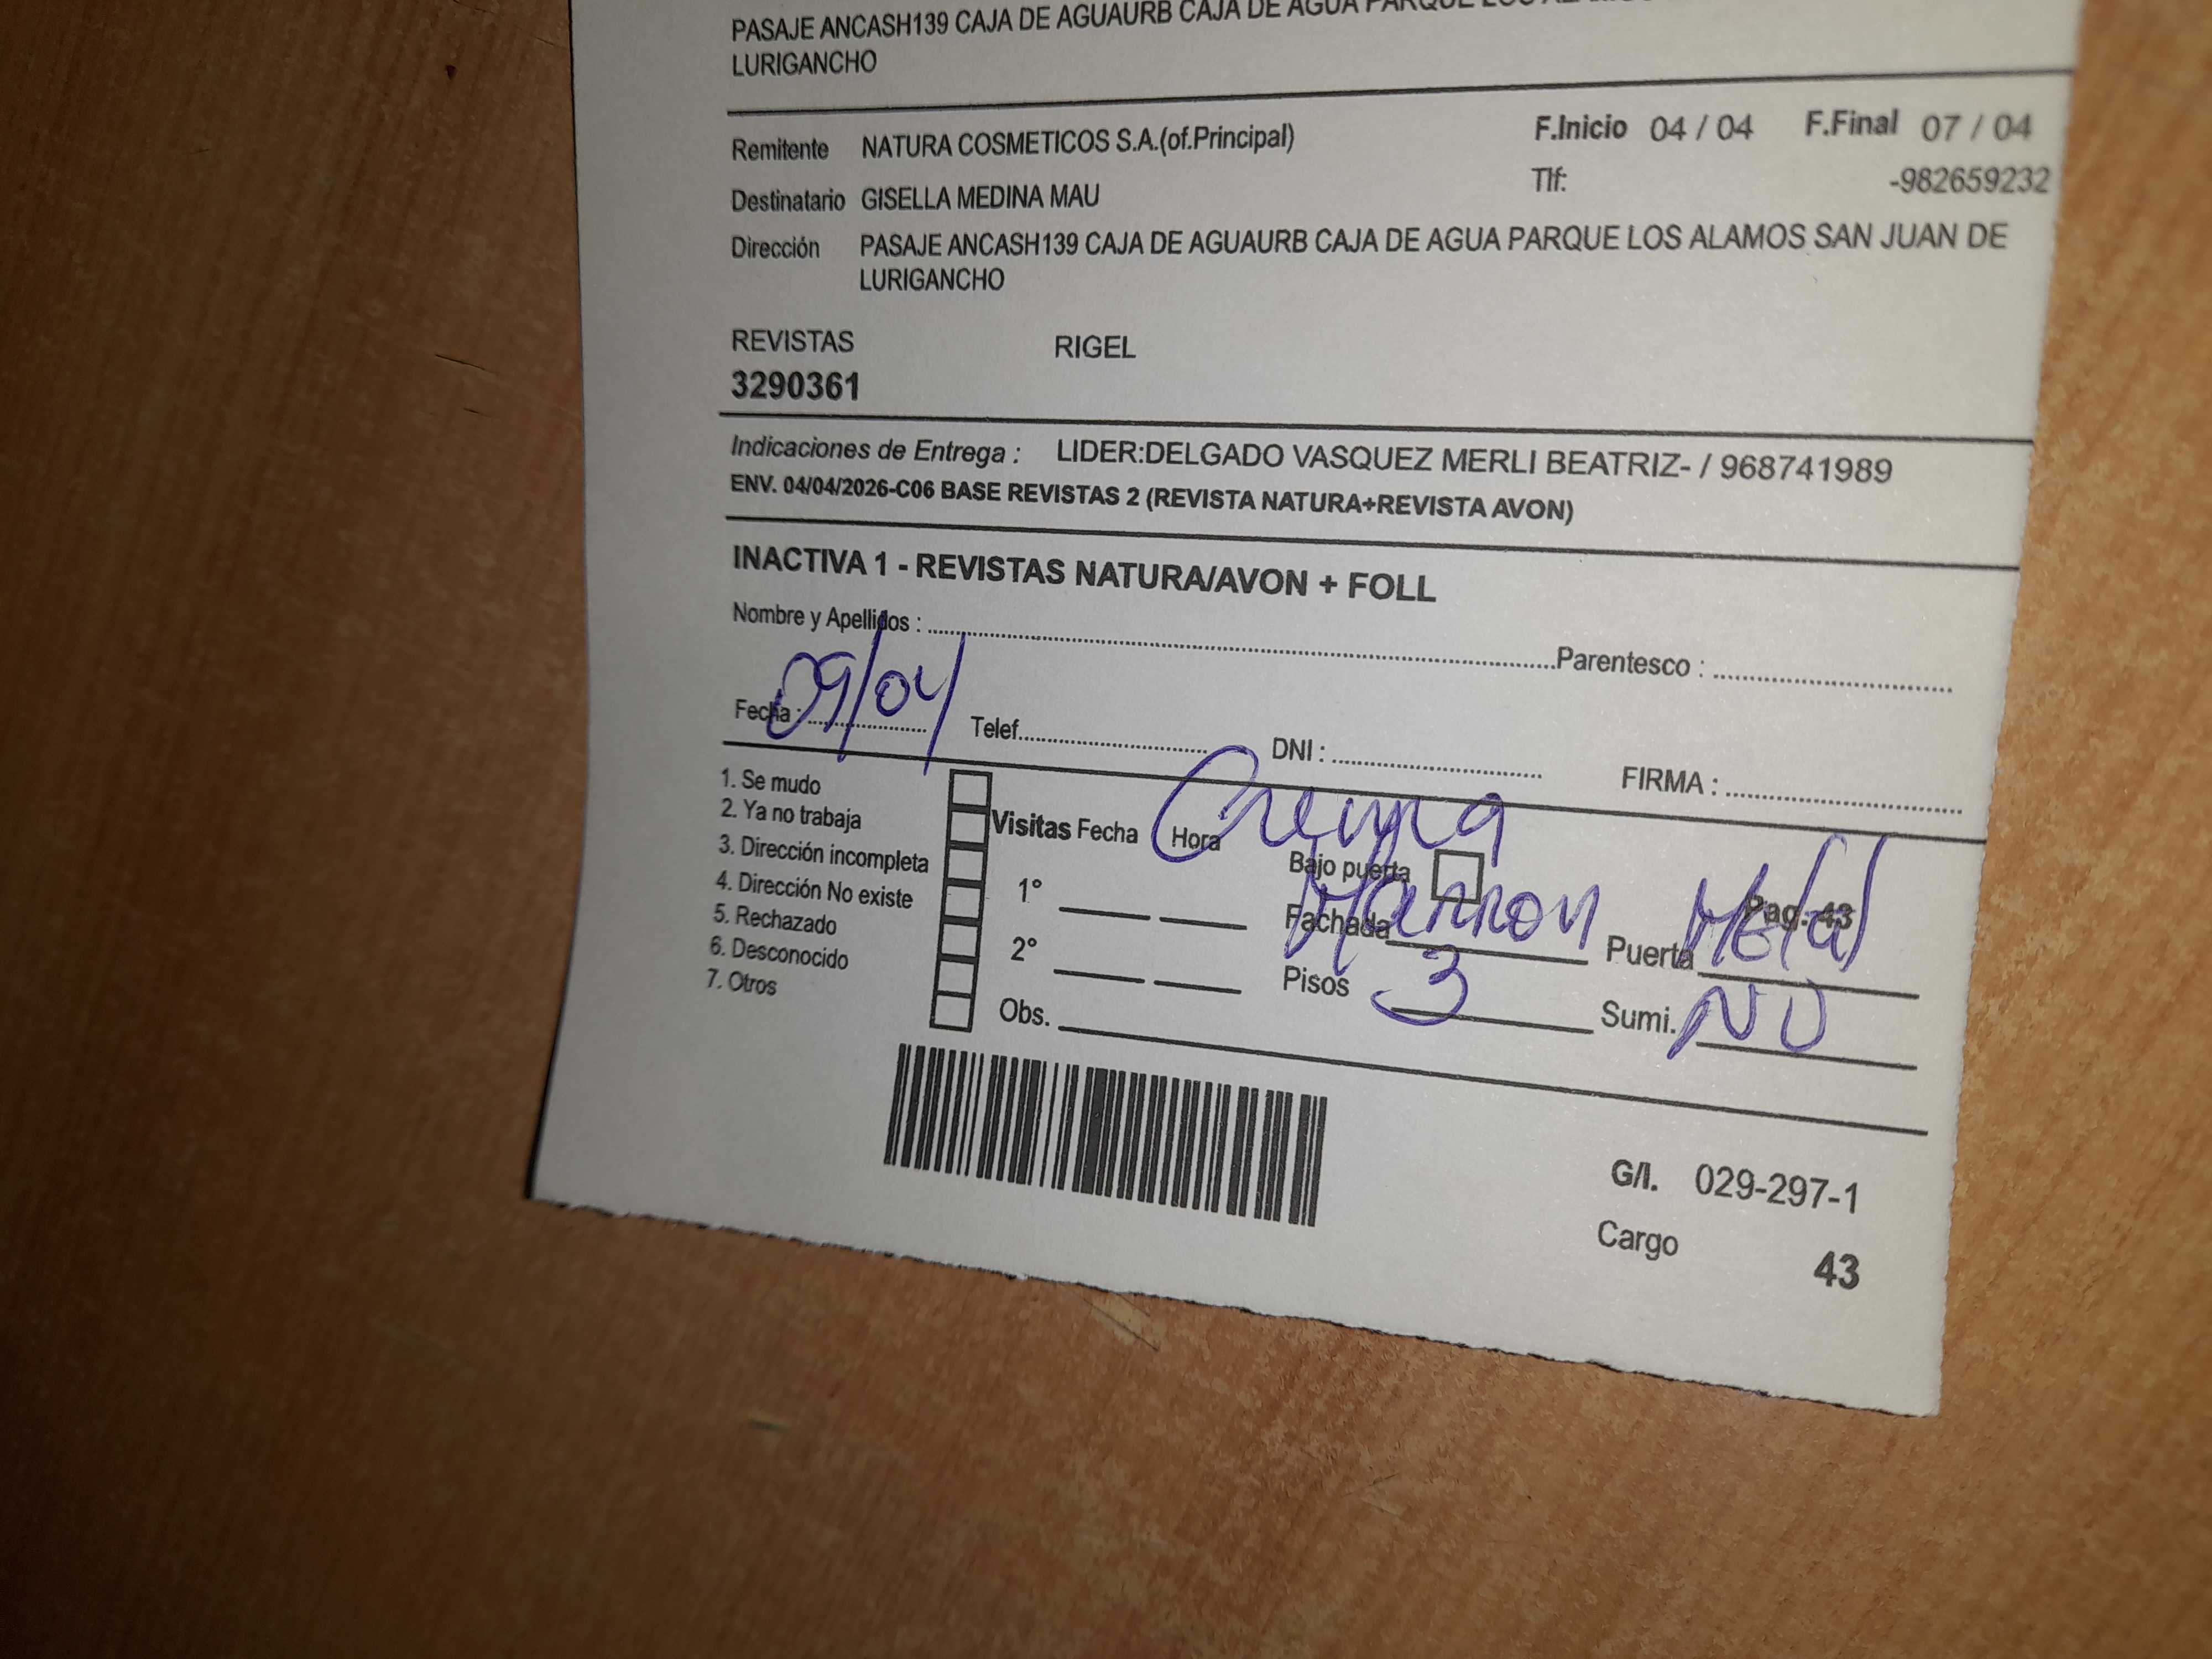 PASAJE ANCASH139 CAJA DE AGUAURB CAJA DE AGUA PARQUE LOS
LURIGANCHO
Remitente NATURA COSMETICOS S.A.(of.Principal) F.Inicio 04 / 04 F.Final 07 / 04
Destinatario GISELLA MEDINA MAU Tlf: -982659232
Dirección PASAJE ANCASH139 CAJA DE AGUAURB CAJA DE AGUA PARQUE LOS ALAMOS SAN JUAN DE
LURIGANCHO
REVISTAS RIGEL
3290361
Indicaciones de Entrega : LIDER:DELGADO VASQUEZ MERLI BEATRIZ- / 968741989
ENV. 04/04/2026-C06 BASE REVISTAS 2 (REVISTA NATURA+REVISTA AVON)
INACTIVA 1 - REVISTAS NATURA/AVON + FOLL
Nombre y Apellidos : Parentesco :
Fecha : 09/04 Telef. DNI : FIRMA :
1. Se mudo
2. Ya no trabaja
3. Dirección incompleta
4. Dirección No existe
5. Rechazado
6. Desconocido
7. Otros
Visitas Fecha Hora
1°
2°
Obs.
Crema
Bajo puerta
Pag.-43
Fachada Marron Puerta Metal
Pisos 3 Sumi. NO
G/I. 029-297-1
Cargo 43